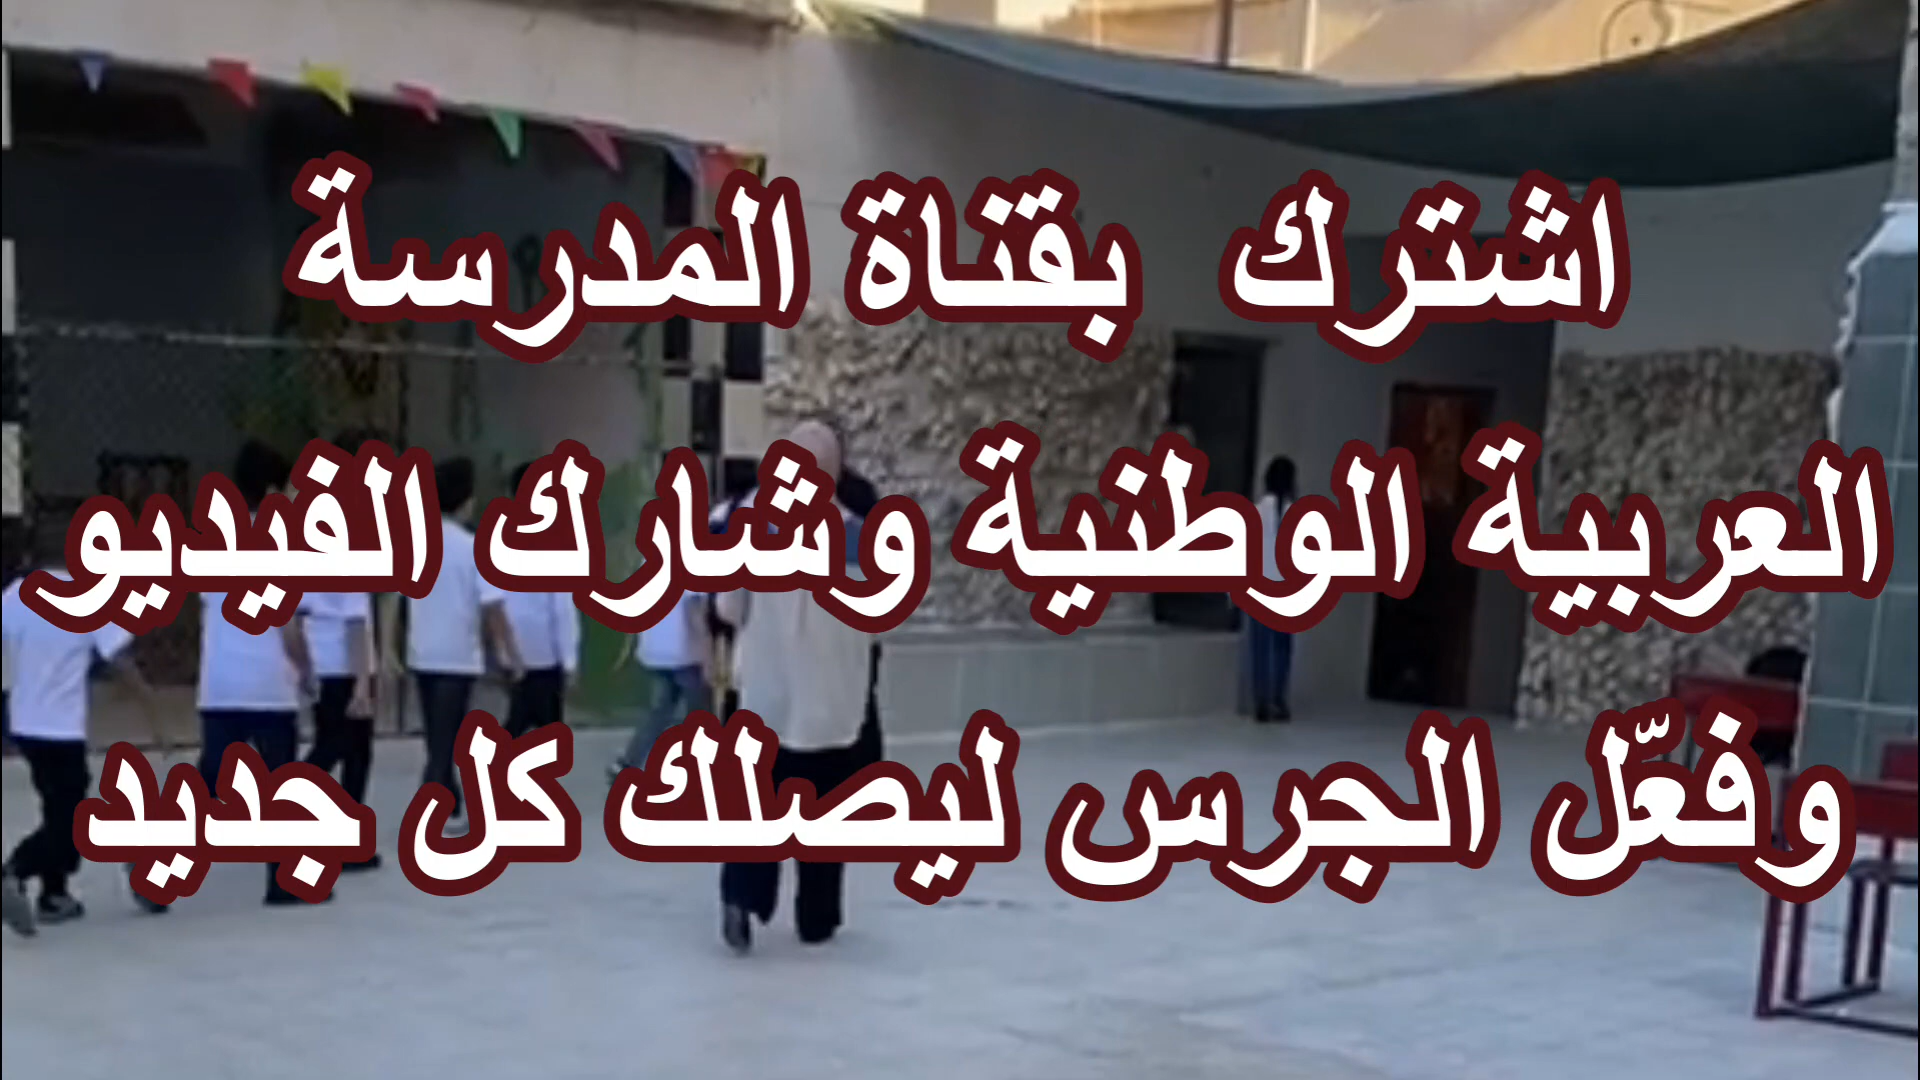 اشترك بقناة المدرسة
العربية الوطنية وشارك الفيديو
وفعّل الجرس ليصلك كل جديد